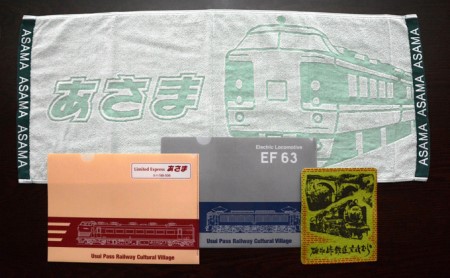 ASAMA ASAMA ASAMA
あさま
ASAMA ASAMA ASAMA
Electric Locomotive
EF 63
Limited Express あさま
Usui Pass Railway Cultural Village
Usui Pass Railway Cultural Village